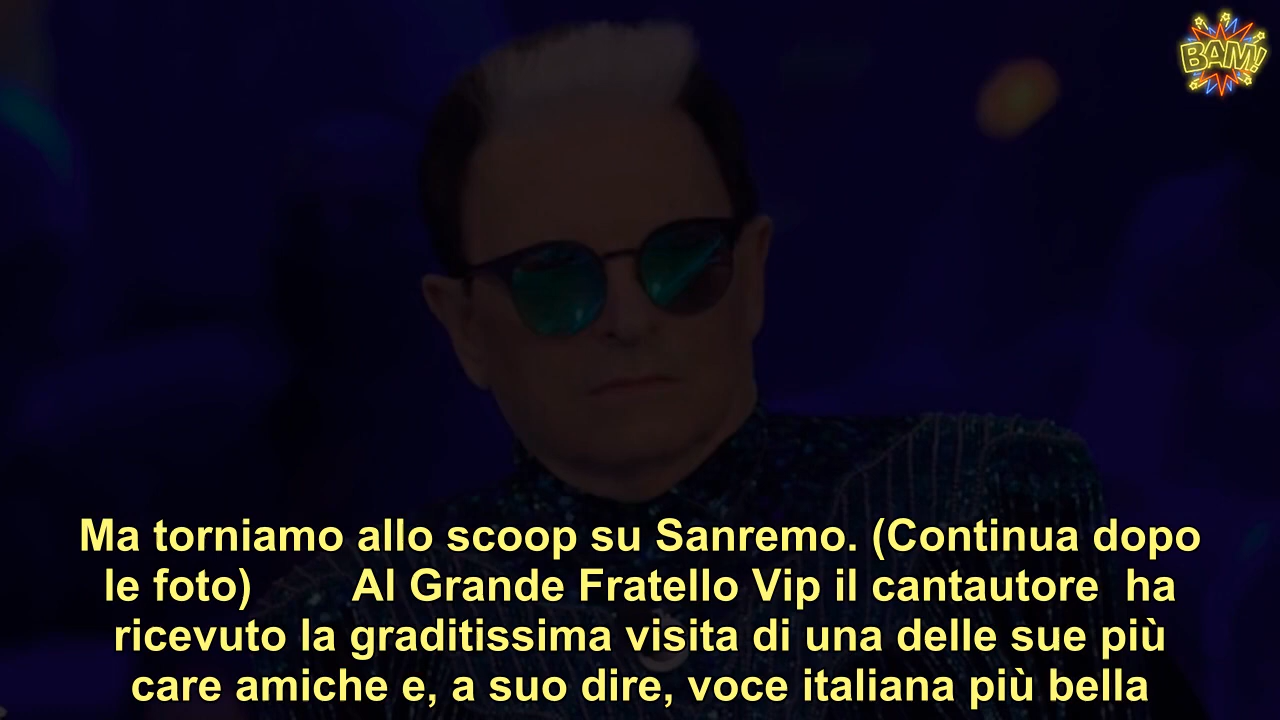 BAM!
Ma torniamo allo scoop su Sanremo. (Continua dopo
le foto) Al Grande Fratello Vip il cantautore ha
ricevuto la graditissima visita di una delle sue più
care amiche e, a suo dire, voce italiana più bella